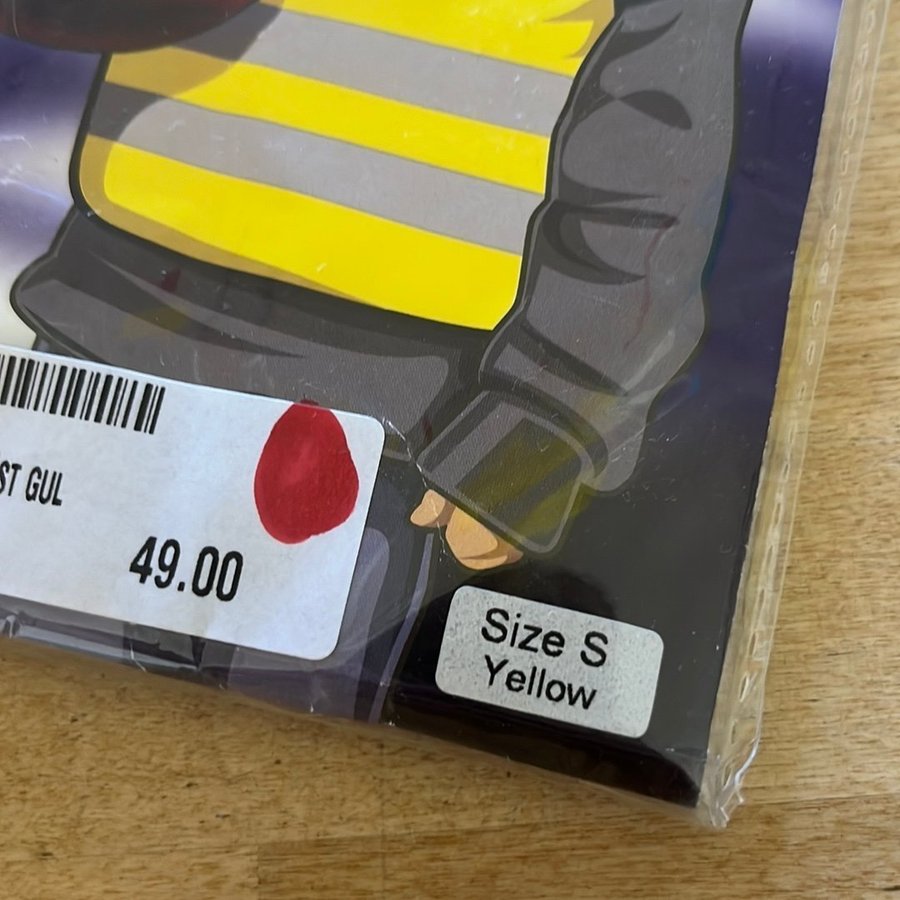 ST GUL
49.00
Size S
Yellow